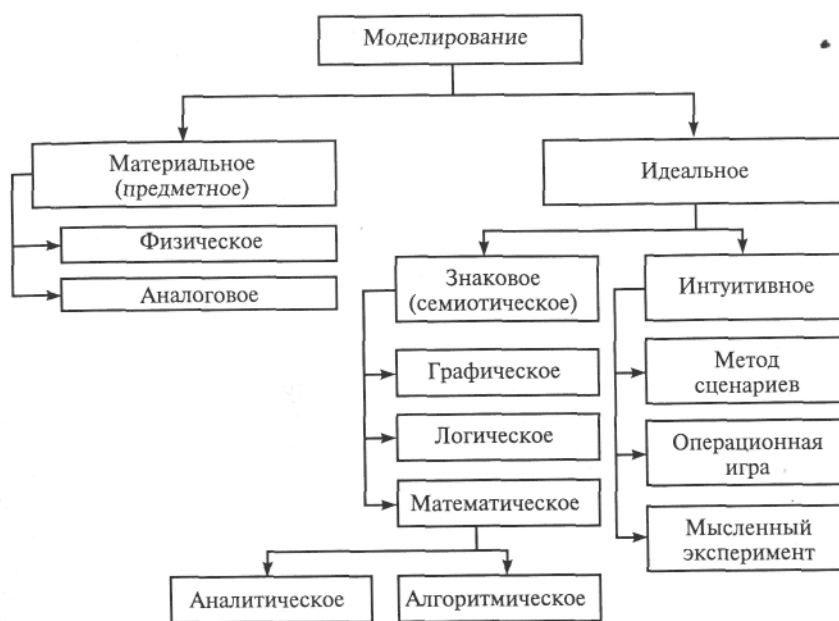 Моделирование
Материальное
(предметное)
Идеальное
Физическое
Аналоговое
Знаковое
(семиотическое)
Интуитивное
Графическое
Метод
сценариев
Логическое
Операционная
игра
Математическое
Мысленный
эксперимент
Аналитическое
Алгоритмическое